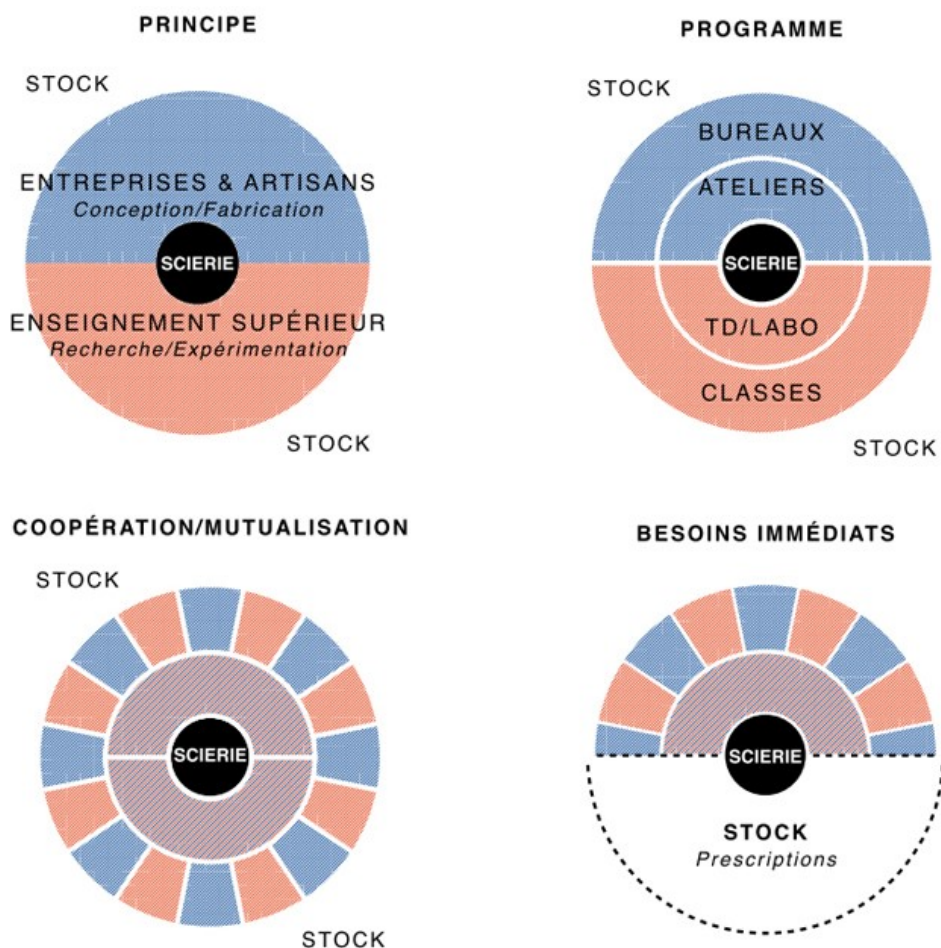 PRINCIPE
STOCK
ENTREPRISES & ARTISANS
Conception/Fabrication
SCIERIE
ENSEIGNEMENT SUPÉRIEUR
Recherche/Expérimentation
STOCK
PROGRAMME
STOCK
BUREAUX
ATELIERS
SCIERIE
TD/LABO
CLASSES
STOCK
COOPÉRATION/MUTUALISATION
STOCK
SCIERIE
STOCK
BESOINS IMMÉDIATS
SCIERIE
STOCK
Prescriptions